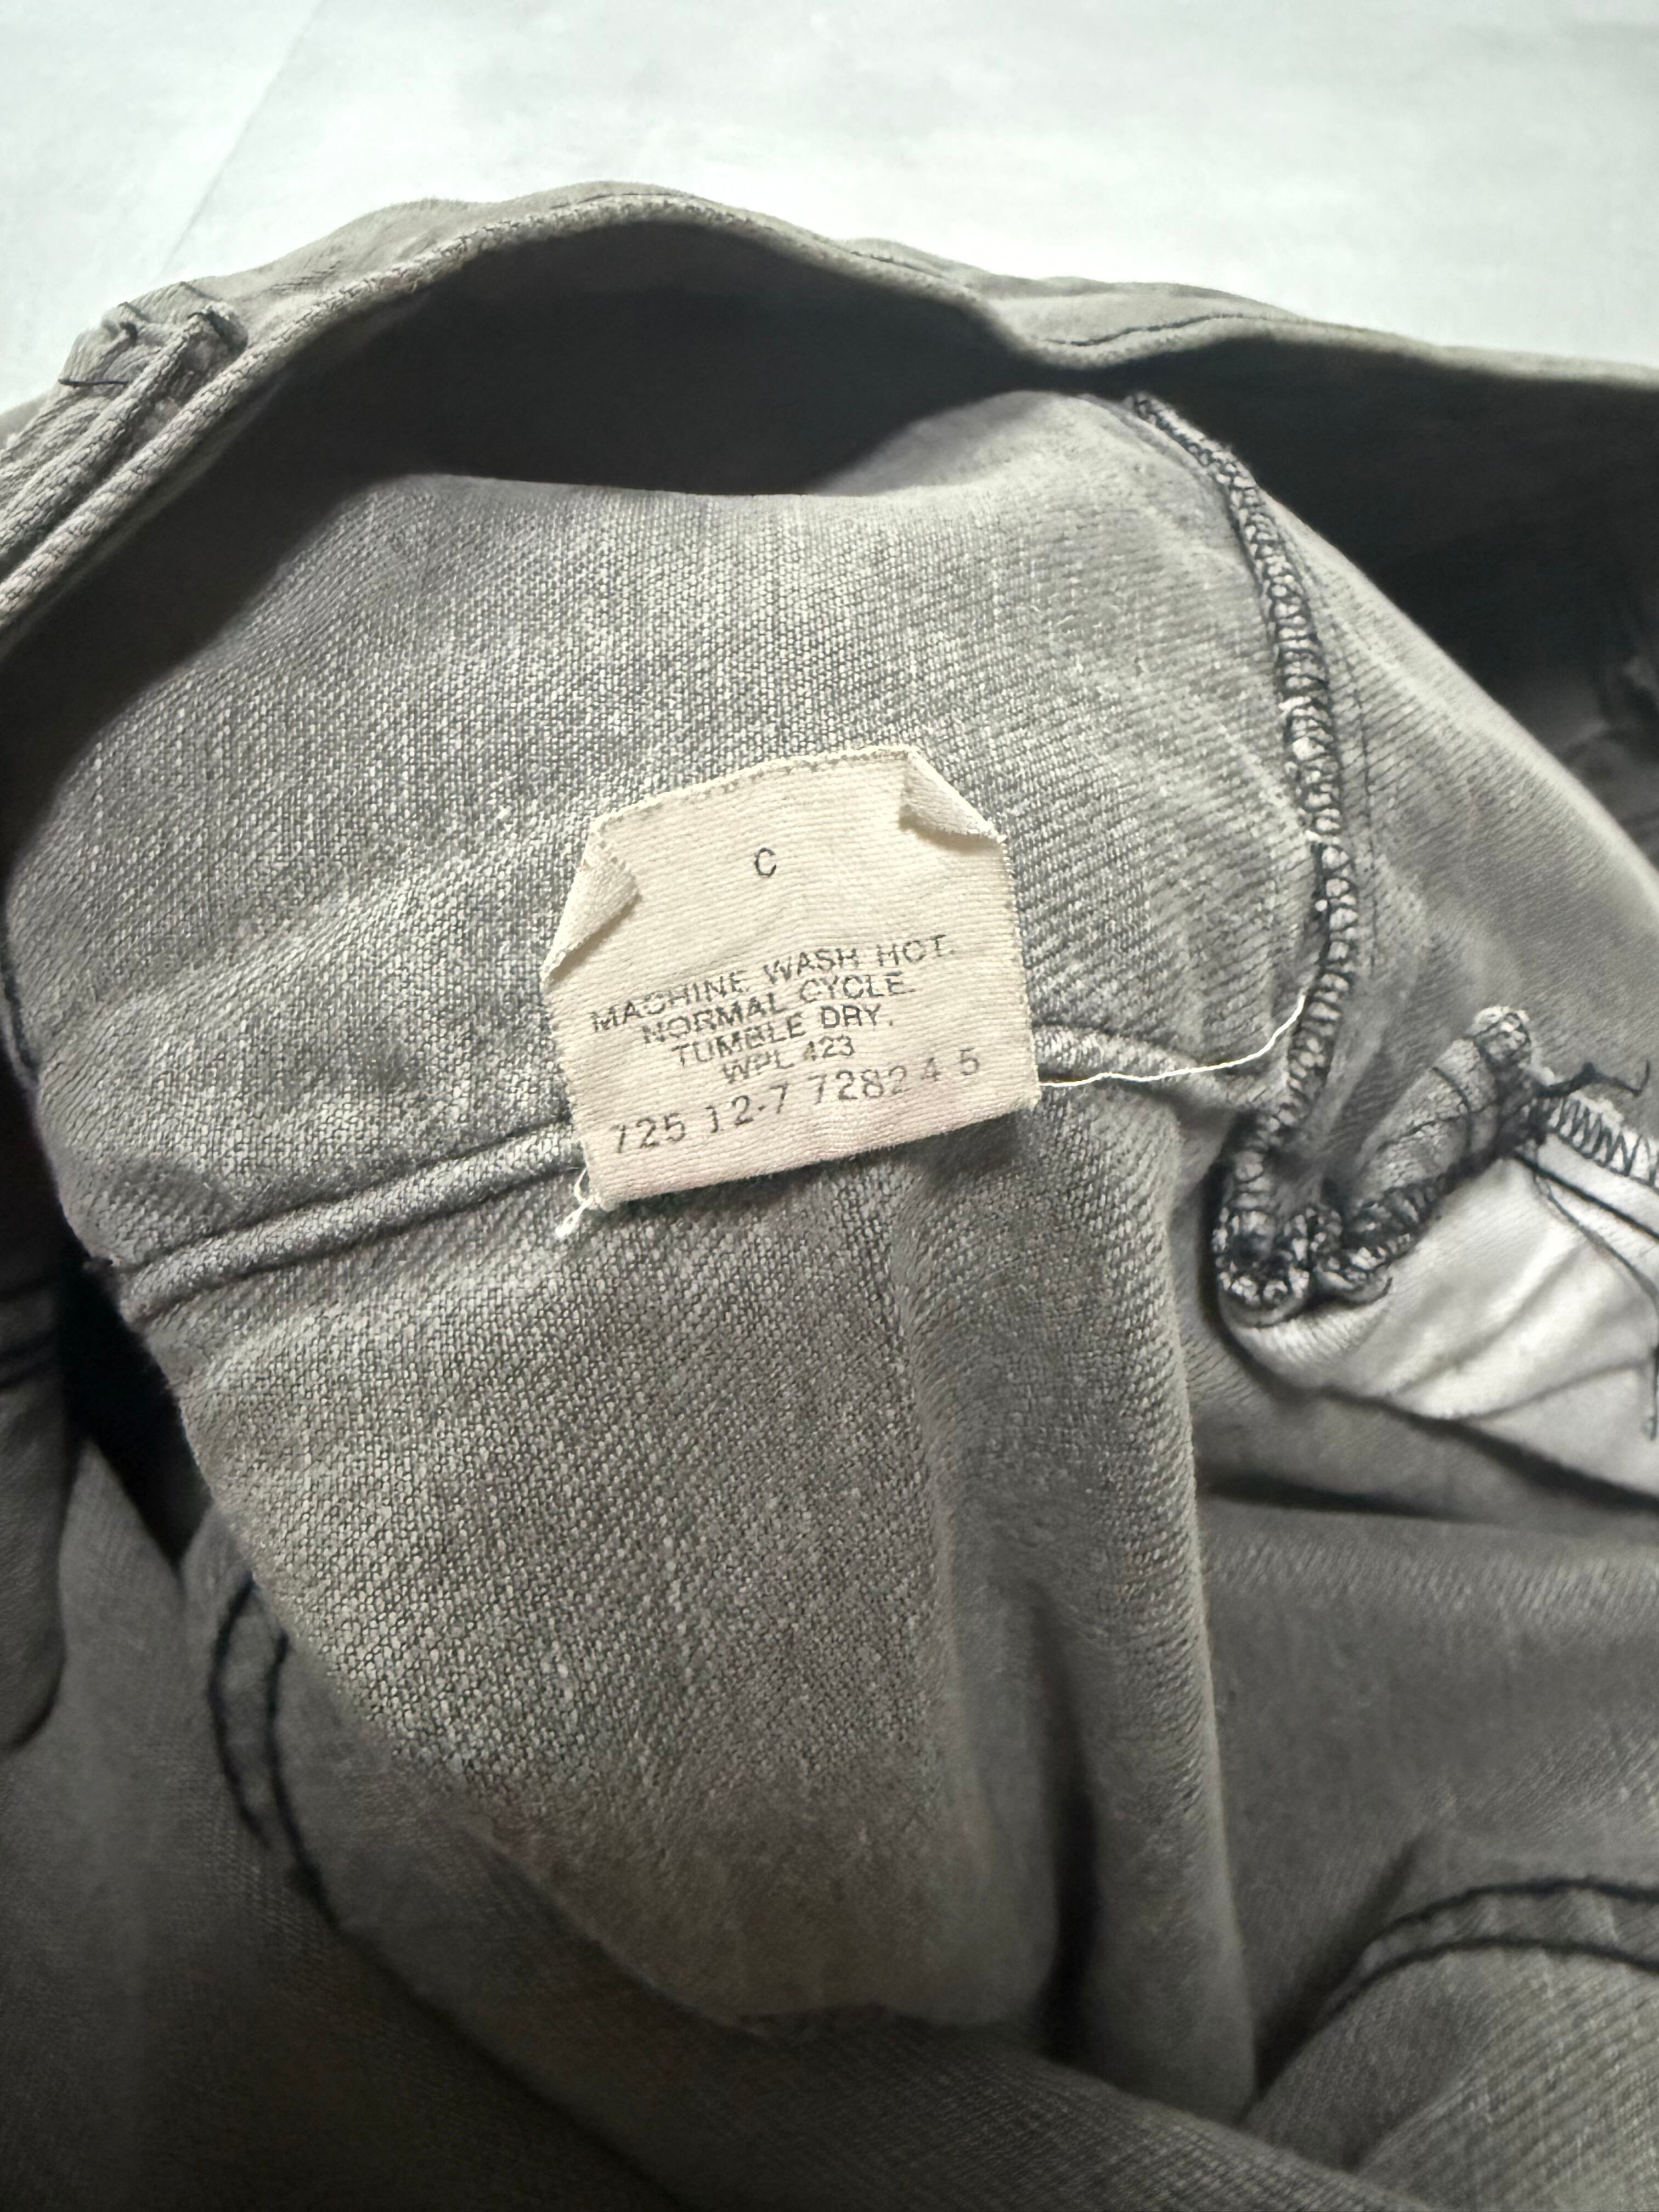 C
MACHINE WASH HOT.
NORMAL CYCLE.
TUMBLE DRY.
WPL 423
725 12-7 7282 4 5